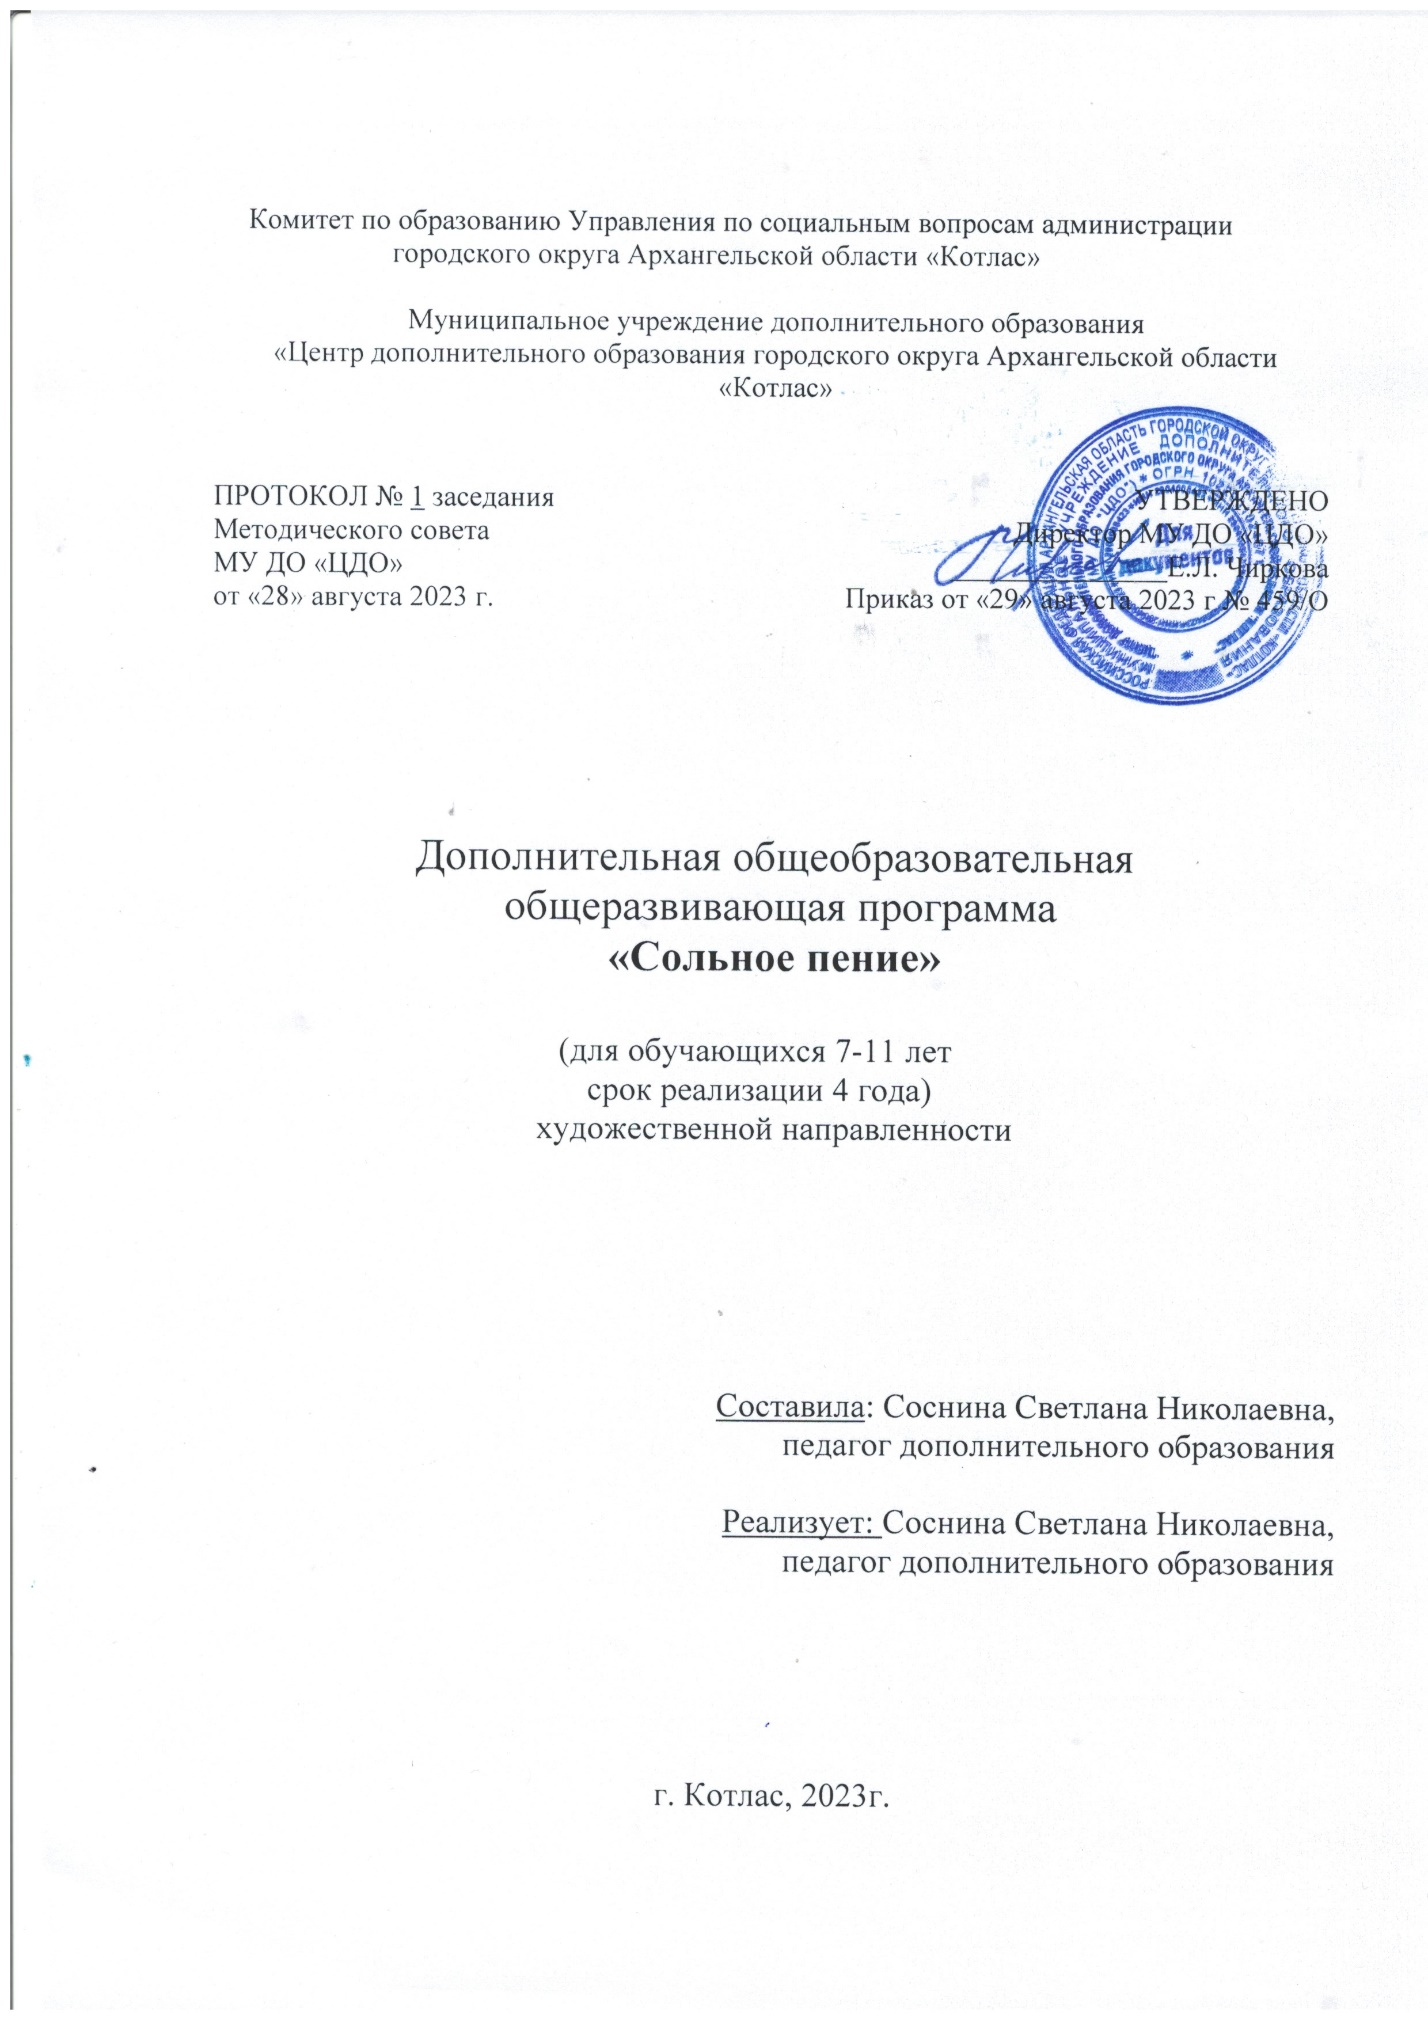 Комитет по образованию Управления по социальным вопросам администрации
городского округа Архангельской области «Котлас»
Муниципальное учреждение дополнительного образования
«Центр дополнительного образования городского округа Архангельской области
«Котлас»
ПРОТОКОЛ № 1 заседания
Методического совета
МУ ДО «ЦДО»
от «28» августа 2023 г.
УТВЕРЖДЕНО
Директор МУ ДО «ЦДО»
Е.Л. Чиркова
Приказ от «29» августа 2023 г № 459/О
Для
документов
Дополнительная общеобразовательная
общеразвивающая программа
«Сольное пение»
(для обучающихся 7-11 лет
срок реализации 4 года)
художественной направленности
Составила: Соснина Светлана Николаевна,
педагог дополнительного образования
Реализует: Соснина Светлана Николаевна,
педагог дополнительного образования
г. Котлас, 2023г.